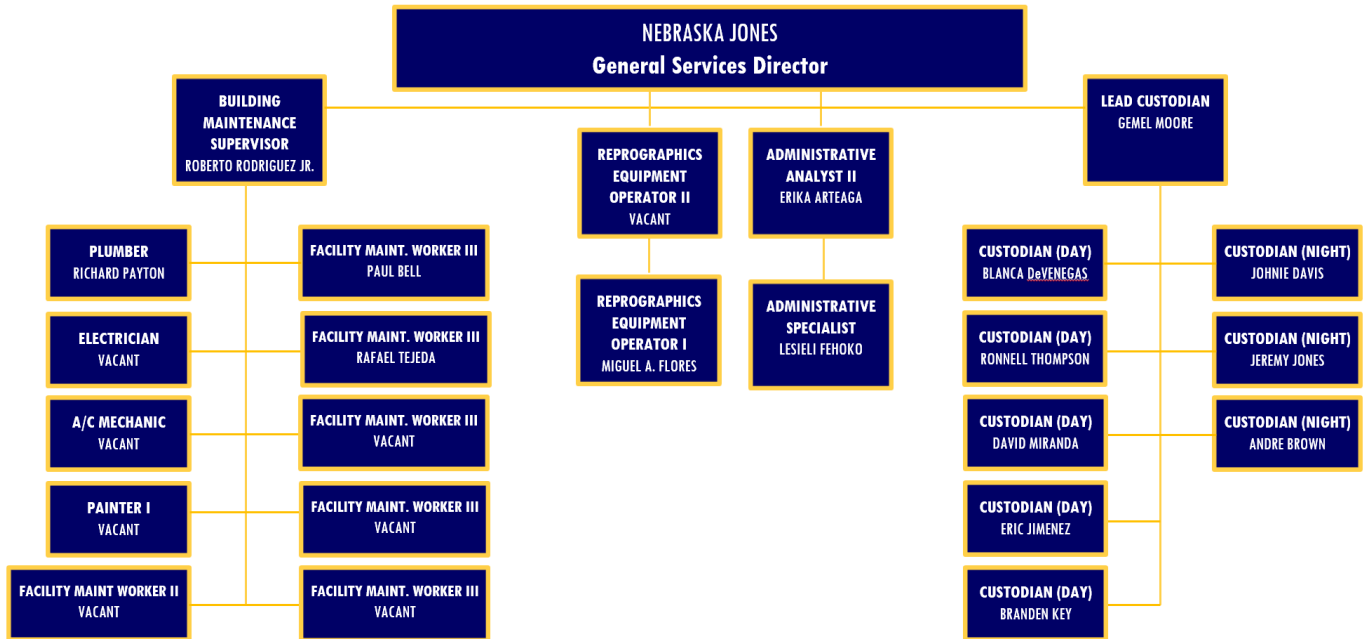 NEBRASKA JONES
General Services Director
BUILDING
MAINTENANCE
SUPERVISOR
ROBERTO RODRIGUEZ JR.
LEAD CUSTODIAN
GEMEL MOORE
REPROGRAPHICS
EQUIPMENT
OPERATOR II
VACANT
ADMINISTRATIVE
ANALYST II
ERIKA ARTEAGA
REPROGRAPHICS
EQUIPMENT
OPERATOR I
MIGUEL A. FLORES
ADMINISTRATIVE
SPECIALIST
LESIELI FEHOKO
PLUMBER
RICHARD PAYTON
FACILITY MAINT. WORKER III
PAUL BELL
ELECTRICIAN
VACANT
FACILITY MAINT. WORKER III
RAFAEL TEJEDA
A/C MECHANIC
VACANT
FACILITY MAINT. WORKER III
VACANT
PAINTER I
VACANT
FACILITY MAINT. WORKER III
VACANT
FACILITY MAINT WORKER II
VACANT
FACILITY MAINT. WORKER III
VACANT
CUSTODIAN (DAY)
BLANCA DeVENEGAS
CUSTODIAN (NIGHT)
JOHNIE DAVIS
CUSTODIAN (DAY)
RONNELL THOMPSON
CUSTODIAN (NIGHT)
JEREMY JONES
CUSTODIAN (DAY)
DAVID MIRANDA
CUSTODIAN (NIGHT)
ANDRE BROWN
CUSTODIAN (DAY)
ERIC JIMENEZ
CUSTODIAN (DAY)
BRANDEN KEY